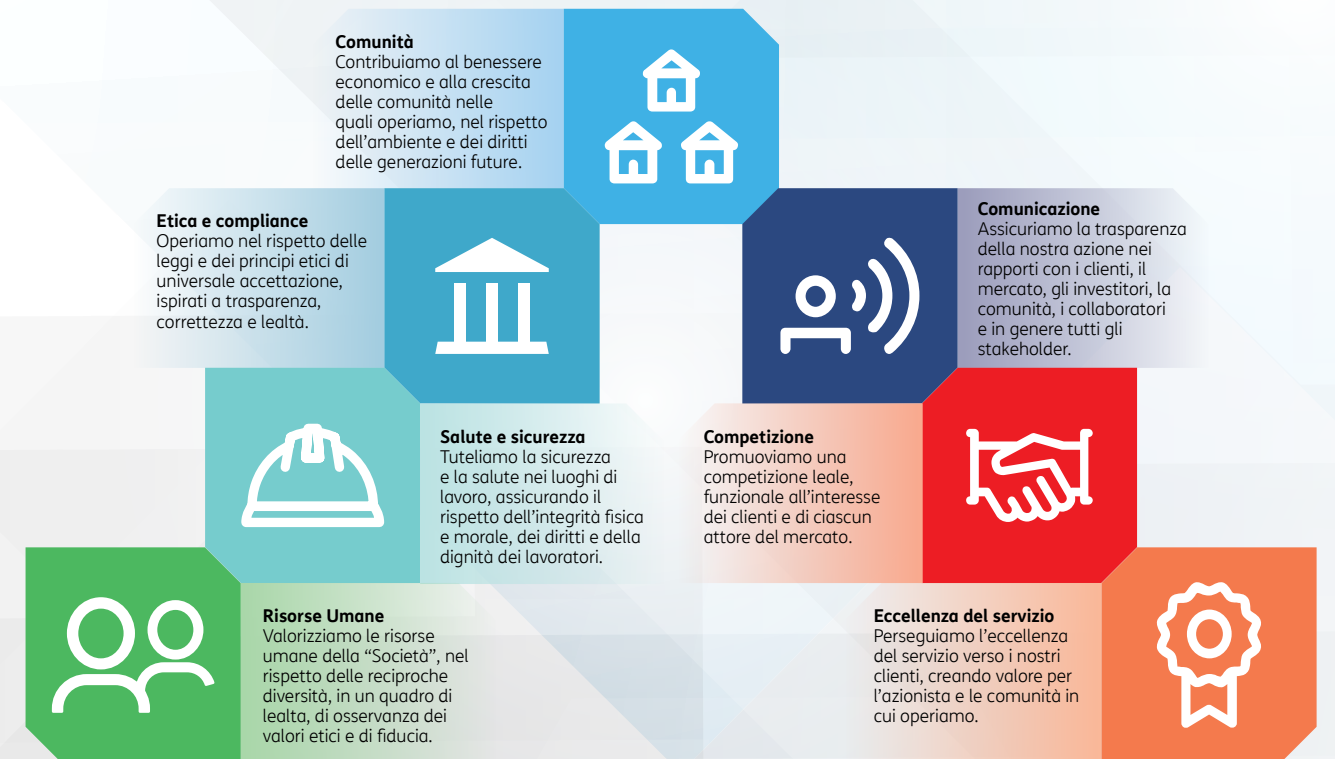 Comunità
Contribuiamo al benessere
economico e alla crescita
delle comunità nelle
quali operiamo, nel rispetto
dell'ambiente e dei diritti
delle generazioni future.
Etica e compliance
Operiamo nel rispetto delle
leggi e dei principi etici di
universale accettazione,
ispirati a trasparenza,
correttezza e lealtà.
Comunicazione
Assicuriamo la trasparenza
della nostra azione nei
rapporti con i clienti, il
mercato, gli investitori, la
comunità, i collaboratori
e in genere tutti gli
stakeholder.
Salute e sicurezza
Tuteliamo la sicurezza
e la salute nei luoghi di
lavoro, assicurando il
rispetto dell'integrità fisica
e morale, dei diritti e della
dignità dei lavoratori.
Competizione
Promuoviamo una
competizione leale,
funzionale all'interesse
dei clienti e di ciascun
attore del mercato.
Risorse Umane
Valorizziamo le risorse
umane della “Società”, nel
rispetto delle reciproche
diversità, in un quadro di
lealta, di osservanza dei
valori etici e di fiducia.
Eccellenza del servizio
Perseguiamo l'eccellenza
del servizio verso i nostri
clienti, creando valore per
l'azionista e le comunità in
cui operiamo.